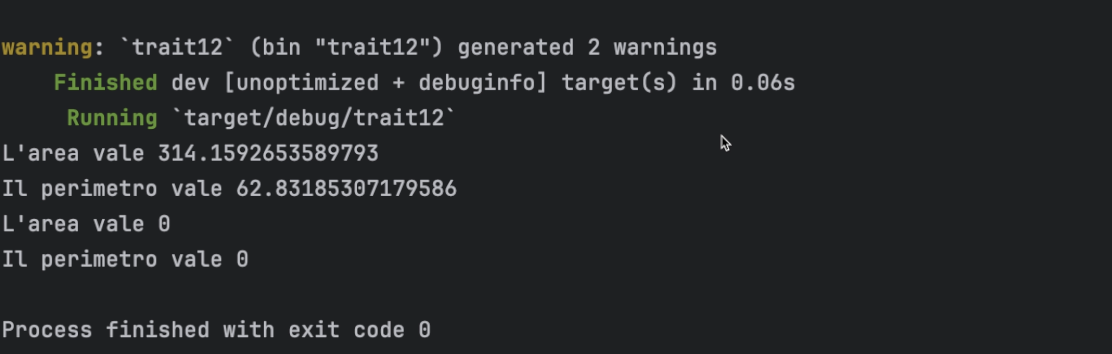 warning: `trait12` (bin "trait12") generated 2 warnings
Finished dev [unoptimized + debuginfo] target(s) in 0.06s
Running `target/debug/trait12`
L'area vale 314.1592653589793
Il perimetro vale 62.83185307179586
L'area vale 0
Il perimetro vale 0
Process finished with exit code 0